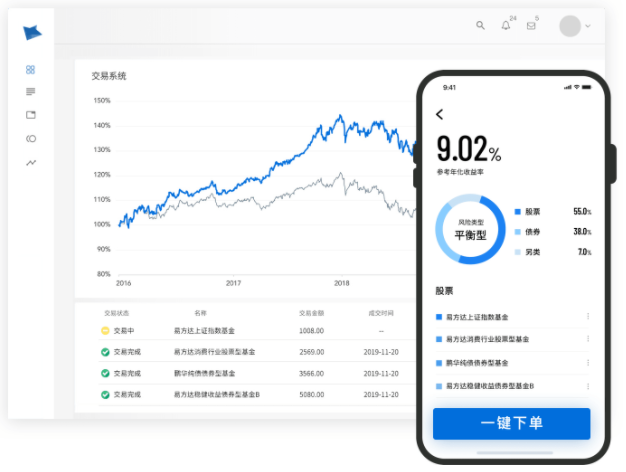 24
5
交易系统
150%
140%
130%
120%
110%
100%
90%
80%
2016
2017
2018
交易状态 名称 交易金额 成交时间
交易中 易方达上证指数基金 1008.00 —
交易完成 易方达消费行业股票型基金 2569.00 2019-11-20
交易完成 鹏华纯债债券型基金 3566.00 2019-11-20
交易完成 易方达稳健收益债券型基金B 5080.00 2019-11-20
9:41
9.02%
参考年化收益率
风险类型
平衡型
股票 55.0%
债券 38.0%
另类 7.0%
股票
易方达上证指数基金
易方达消费行业股票型基金
鹏华纯债债券型基金
易方达稳健收益债券型基金B
一键下单